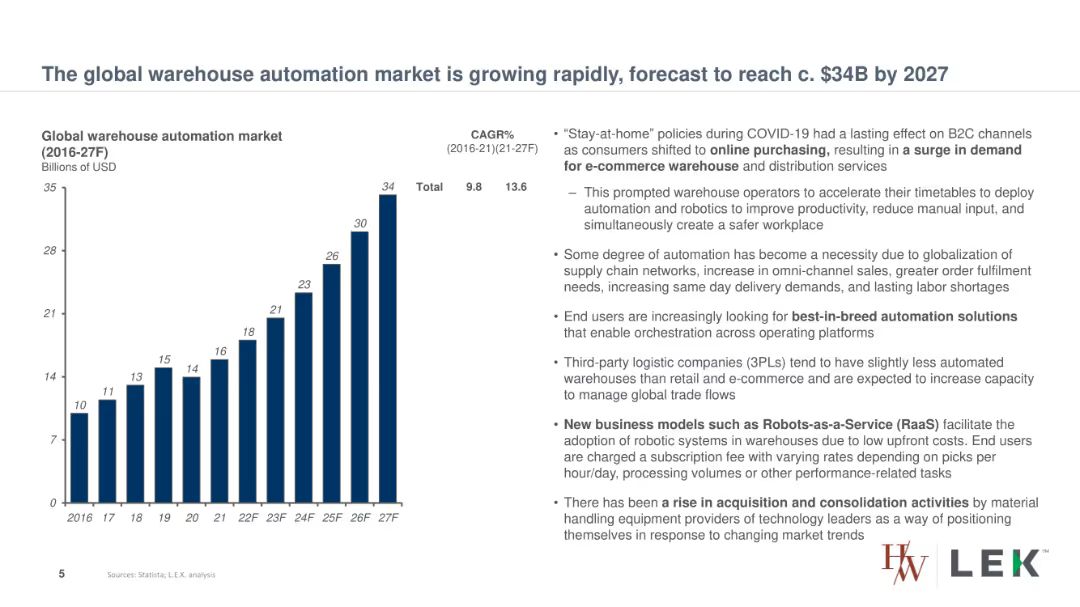 The global warehouse automation market is growing rapidly, forecast to reach c. $34B by 2027
Global warehouse automation market
(2016-27F)
Billions of USD
CAGR%
(2016-21)(21-27F)
Total 9.8 13.6
35
28
21
14
7
0
10
11
13
15
14
16
18
21
23
26
30
34
2016 17 18 19 20 21 22F 23F 24F 25F 26F 27F
• “Stay-at-home” policies during COVID-19 had a lasting effect on B2C channels
as consumers shifted to online purchasing, resulting in a surge in demand
for e-commerce warehouse and distribution services
– This prompted warehouse operators to accelerate their timetables to deploy
automation and robotics to improve productivity, reduce manual input, and
simultaneously create a safer workplace
• Some degree of automation has become a necessity due to globalization of
supply chain networks, increase in omni-channel sales, greater order fulfilment
needs, increasing same day delivery demands, and lasting labor shortages
• End users are increasingly looking for best-in-breed automation solutions
that enable orchestration across operating platforms
• Third-party logistic companies (3PLs) tend to have slightly less automated
warehouses than retail and e-commerce and are expected to increase capacity
to manage global trade flows
• New business models such as Robots-as-a-Service (RaaS) facilitate the
adoption of robotic systems in warehouses due to low upfront costs. End users
are charged a subscription fee with varying rates depending on picks per
hour/day, processing volumes or other performance-related tasks
• There has been a rise in acquisition and consolidation activities by material
handling equipment providers of technology leaders as a way of positioning
themselves in response to changing market trends
5
Sources: Statista; L.E.X. analysis
HW
LEK™